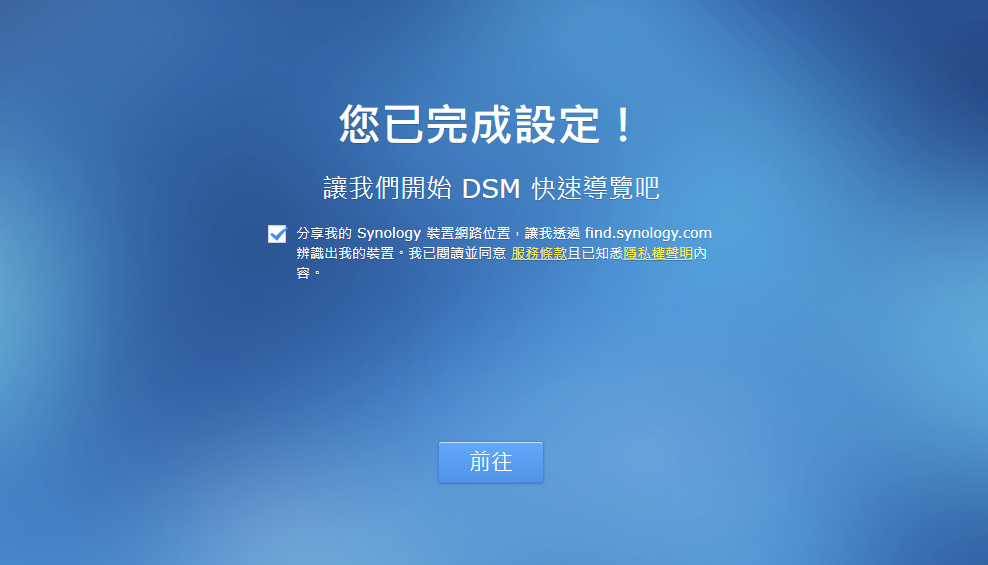 您已完成設定！
讓我們開始 DSM 快速導覽吧
分享我的 Synology 裝置網路位置，讓我透過 find.synology.com
辨識出我的裝置。我已閱讀並同意 服務條款且已知悉隱私權聲明內
容。
前往